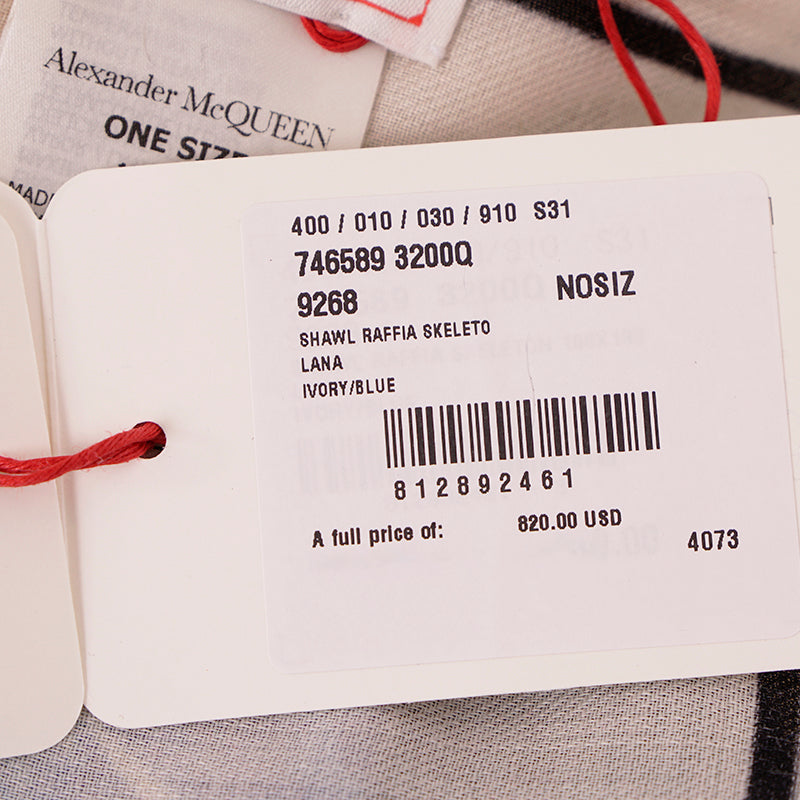 Alexander McQUEEN
ONE SIZE
MADE
400 / 010 / 030 / 910 S31
746589 3200Q
9268 NOSIZ
SHAWL RAFFIA SKELETO
LANA
IVORY/BLUE
812892461
A full price of: 820.00 USD
4073